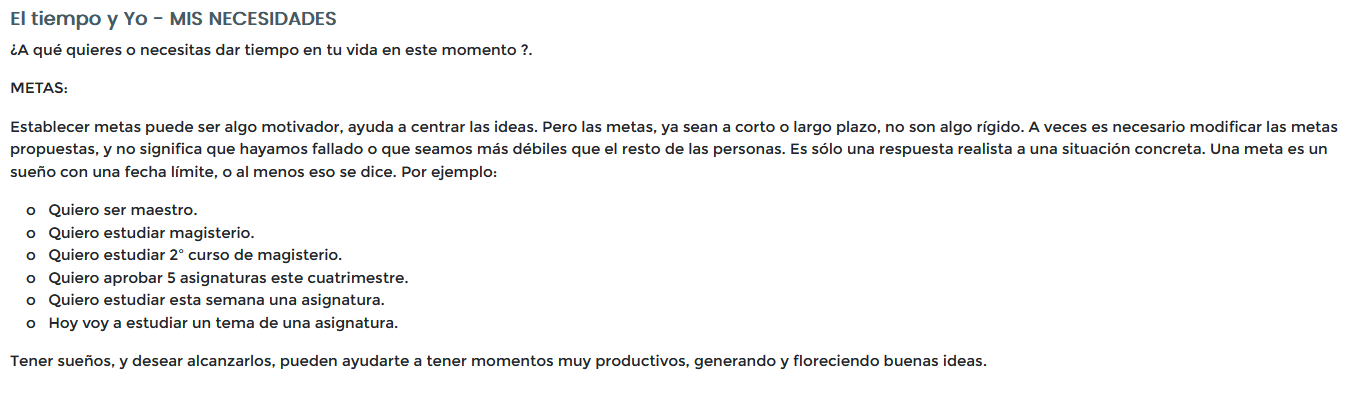 El tiempo y Yo - MIS NECESIDADES
¿A qué quieres o necesitas dar tiempo en tu vida en este momento ?.
METAS:
Establecer metas puede ser algo motivador, ayuda a centrar las ideas. Pero las metas, ya sean a corto o largo plazo, no son algo rígido. A veces es necesario modificar las metas
propuestas, y no significa que hayamos fallado o que seamos más débiles que el resto de las personas. Es sólo una respuesta realista a una situación concreta. Una meta es un
sueño con una fecha límite, o al menos eso se dice. Por ejemplo:
o Quiero ser maestro.
o Quiero estudiar magisterio.
o Quiero estudiar 2° curso de magisterio.
o Quiero aprobar 5 asignaturas este cuatrimestre.
o Quiero estudiar esta semana una asignatura.
o Hoy voy a estudiar un tema de una asignatura.
Tener sueños, y desear alcanzarlos, pueden ayudarte a tener momentos muy productivos, generando y floreciendo buenas ideas.